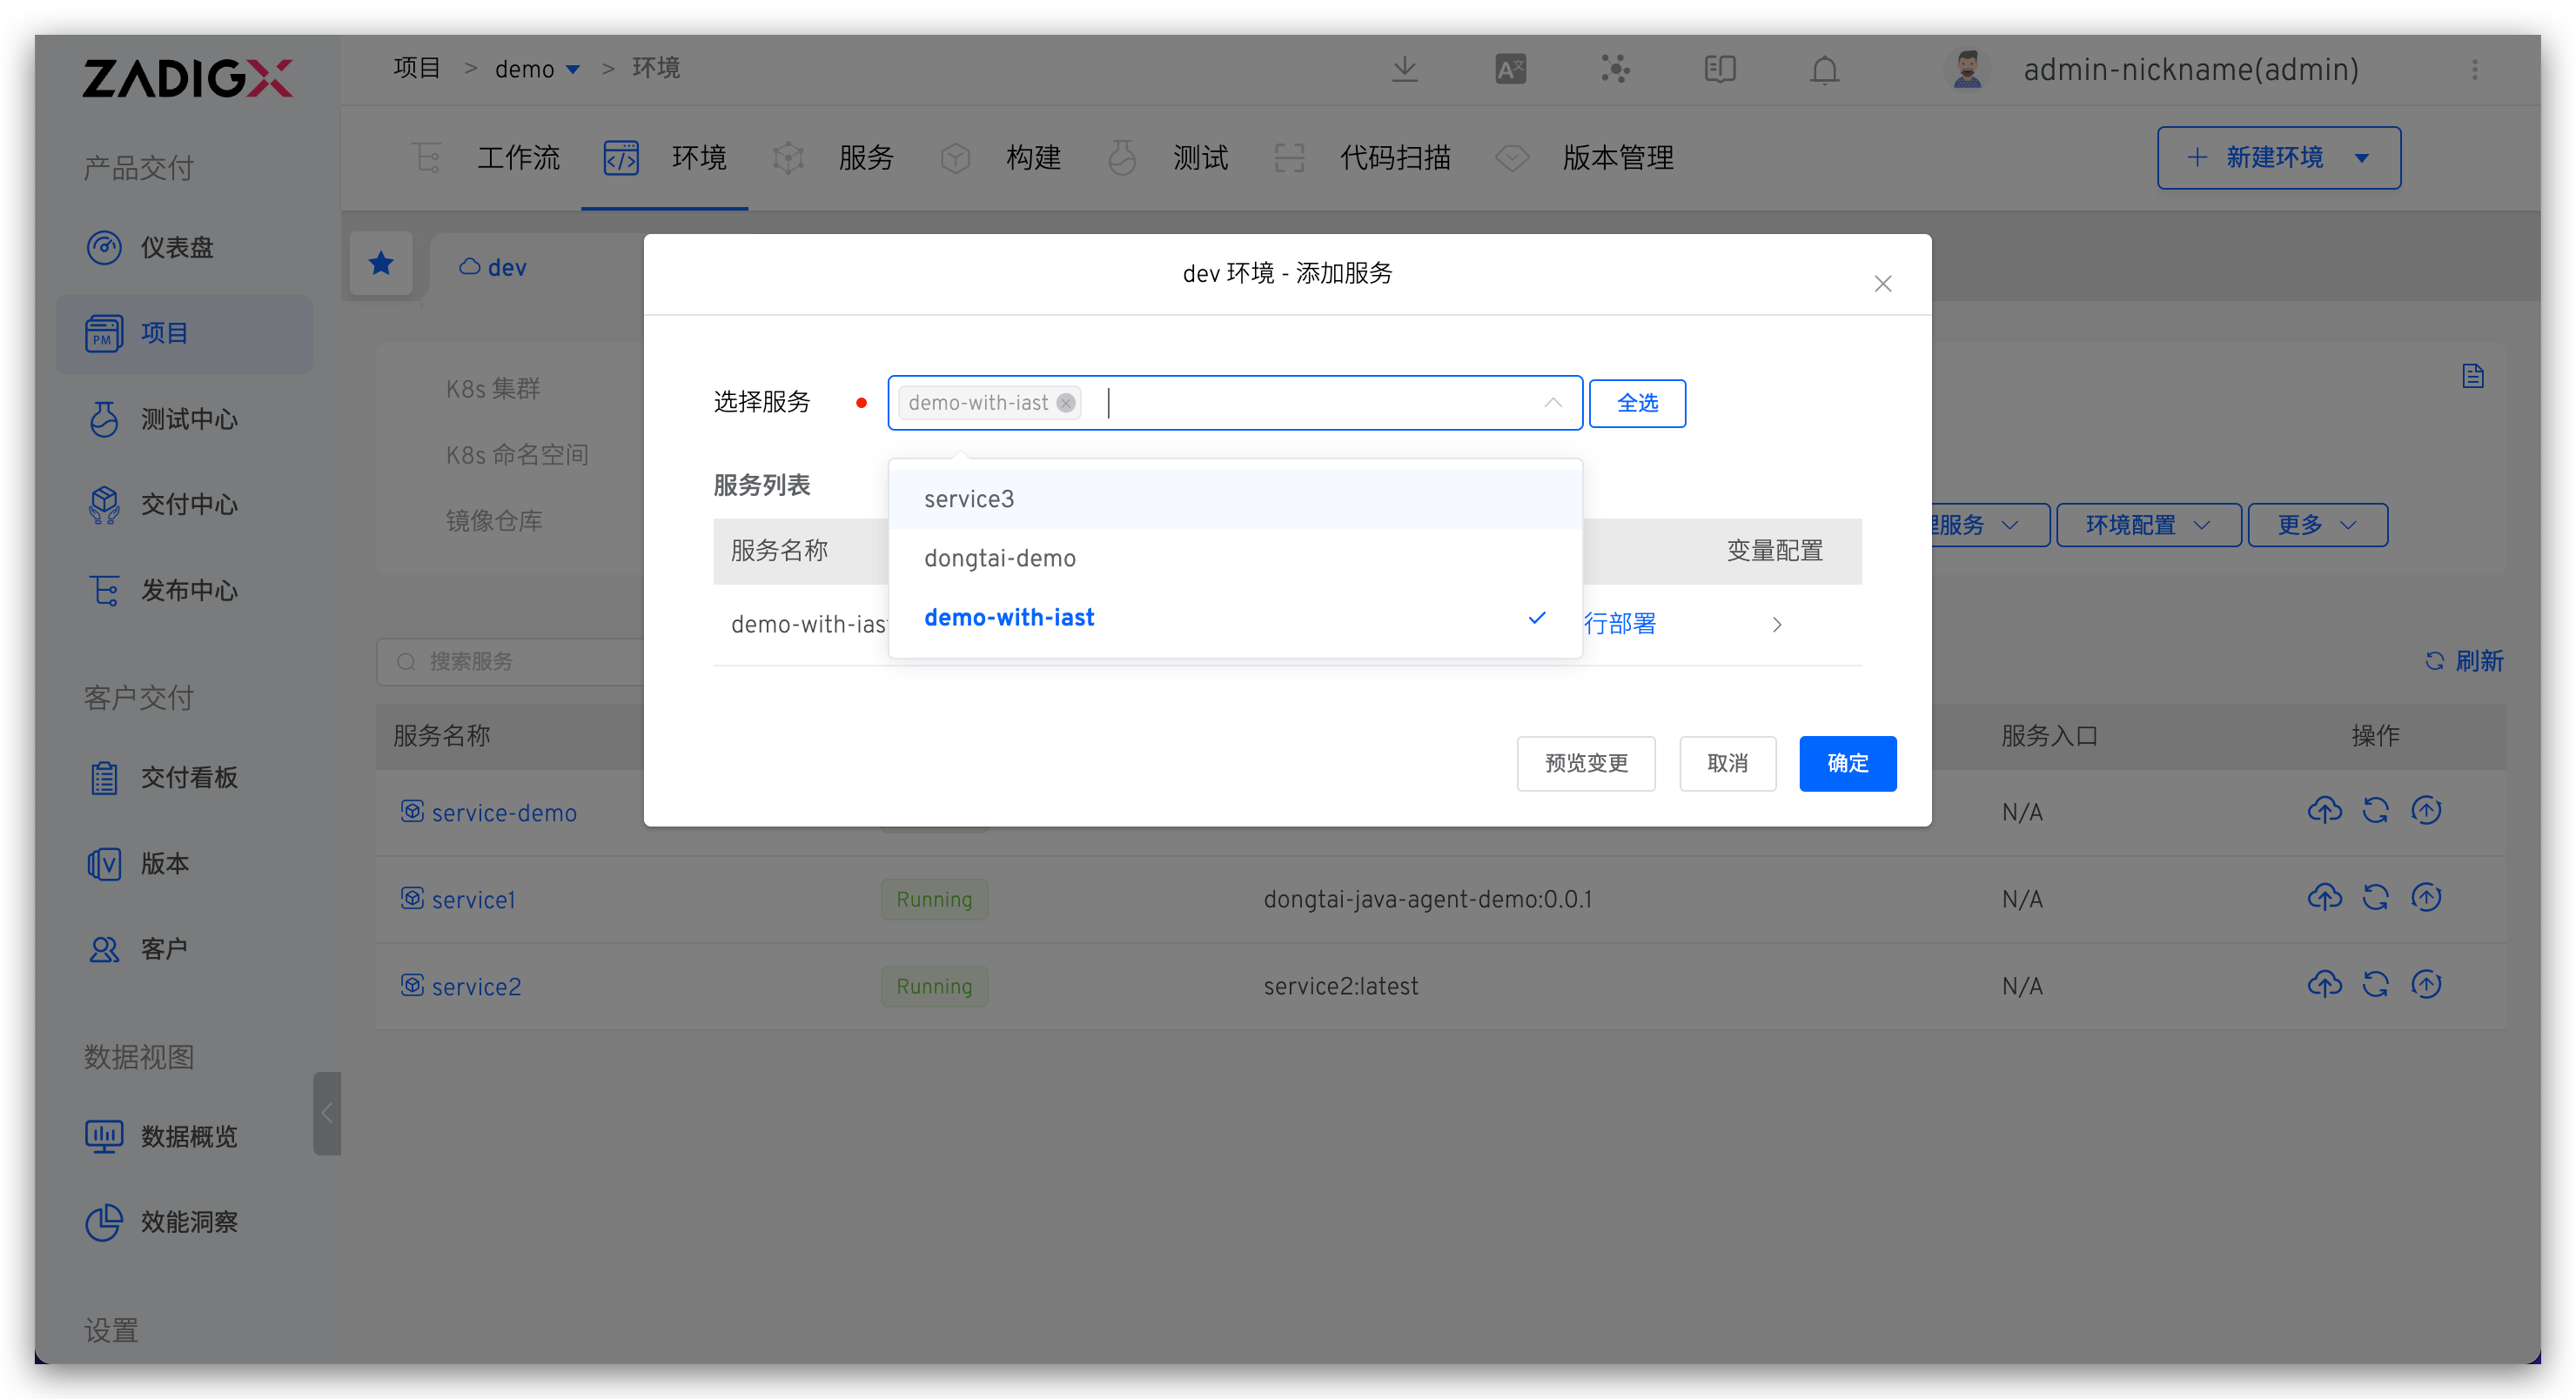 ZADIGX
项目 > demo > 环境
admin-nickname(admin)
工作流 环境 服务 构建 测试 代码扫描 版本管理
+ 新建环境
产品交付
仪表盘
PM 项目
测试中心
交付中心
发布中心
客户交付
交付看板
版本
客户
数据视图
数据概览
效能洞察
设置
dev
K8s 集群
K8s 命名空间
镜像仓库
服务 环境配置 更多
搜索服务
刷新
服务名称 服务入口 操作
service-demo N/A
service1 Running dongtai-java-agent-demo:0.0.1 N/A
service2 Running service2:latest N/A
dev 环境 - 添加服务
选择服务 demo-with-iast 全选
服务列表
服务名称 变量配置
demo-with-ias 行部署
service3
dongtai-demo
demo-with-iast
预览变更 取消 确定